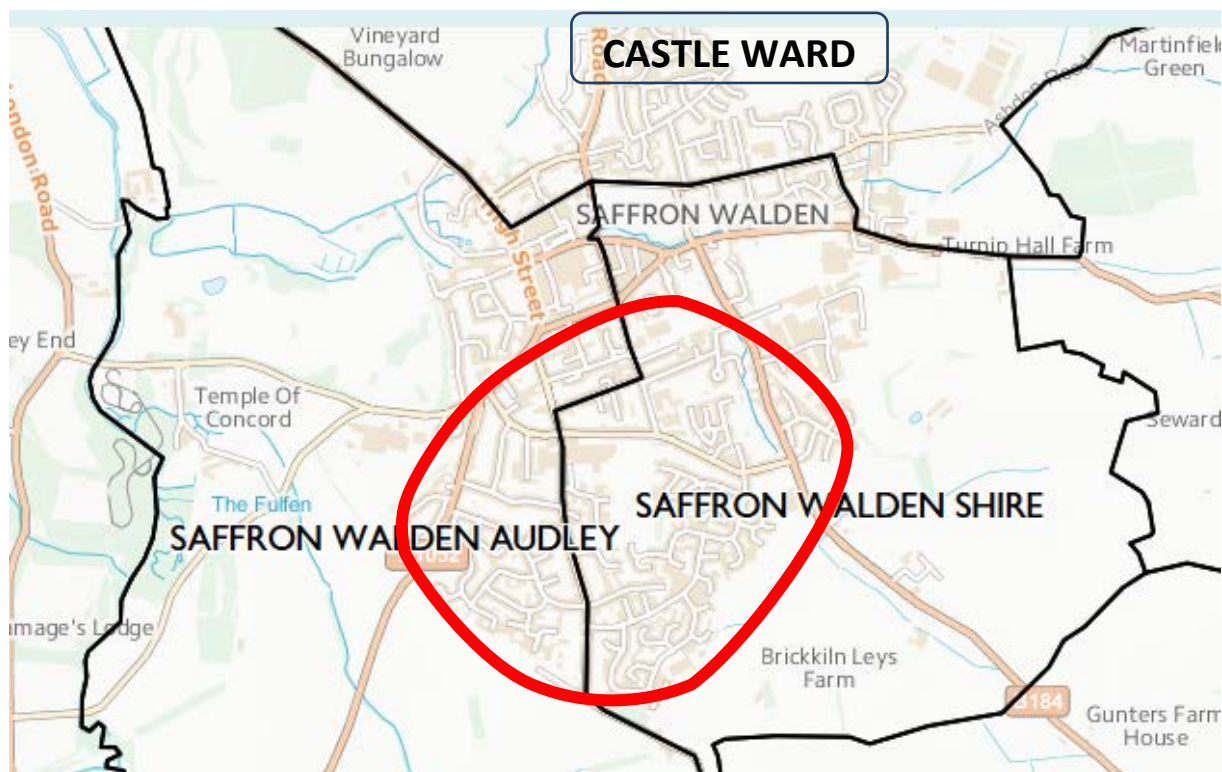 Vineyard
Bungalow
Road
CASTLE WARD
Martinfield
Green
Ashdon Road
London Road
High Street
SAFFRON WALDEN
Turnip Hall Farm
ey End
Temple Of
Concord
Seward
The Fulfen
SAFFRON WALDEN AUDLEY
SAFFRON WALDEN SHIRE
B1052
amage's Lodge
Brickkiln Leys
Farm
B184
Gunters Farm
House